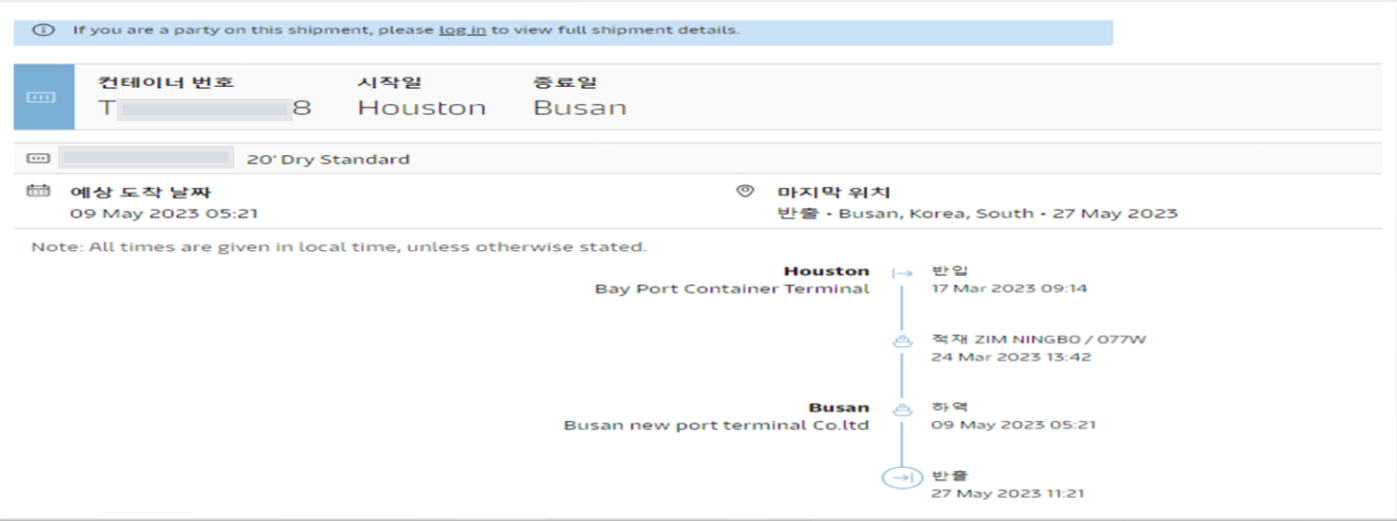 If you are a party on this shipment, please log in to view full shipment details.
컨테이너 번호 시작일 종료일
T 8 Houston Busan
20' Dry Standard
예상 도착 날짜
09 May 2023 05:21
마지막 위치
반출 • Busan, Korea, South • 27 May 2023
Note: All times are given in local time, unless otherwise stated.
Houston
Bay Port Container Terminal
반입
17 Mar 2023 09:14
적재 ZIM NINGBO / 077W
24 Mar 2023 13:42
Busan
Busan new port terminal Co.ltd
하역
09 May 2023 05:21
반출
27 May 2023 11:21